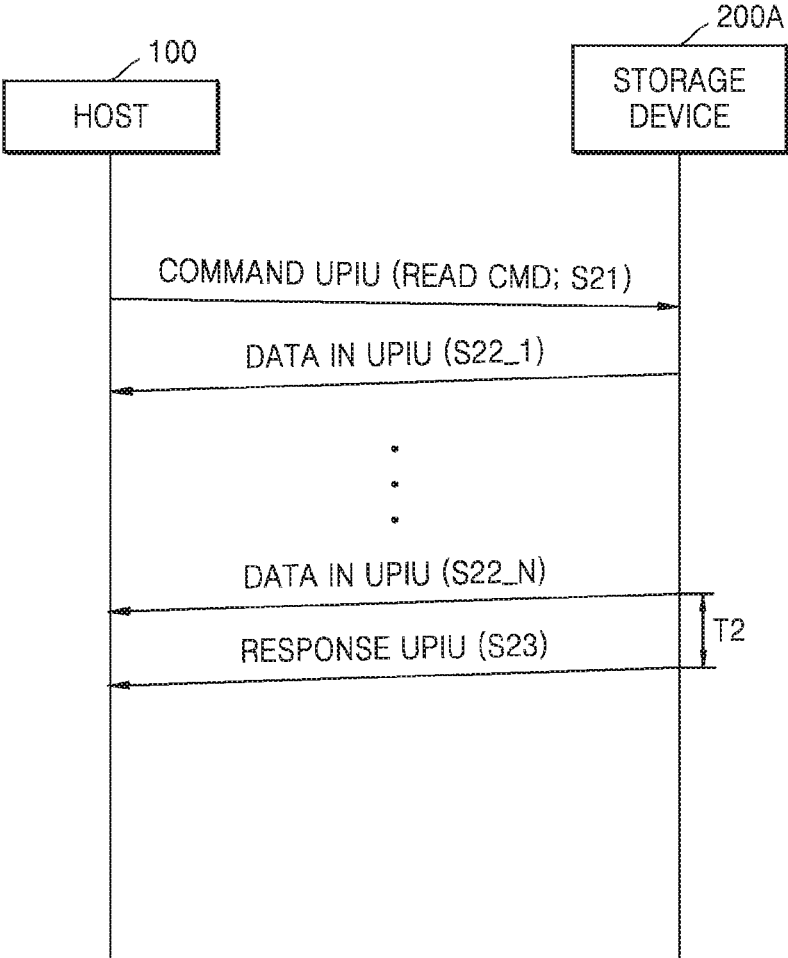 200A
100
HOST
STORAGE
DEVICE
COMMAND UPIU (READ CMD; S21)
DATA IN UPIU (S22_1)
DATA IN UPIU (S22_N)
T2
RESPONSE UPIU (S23)